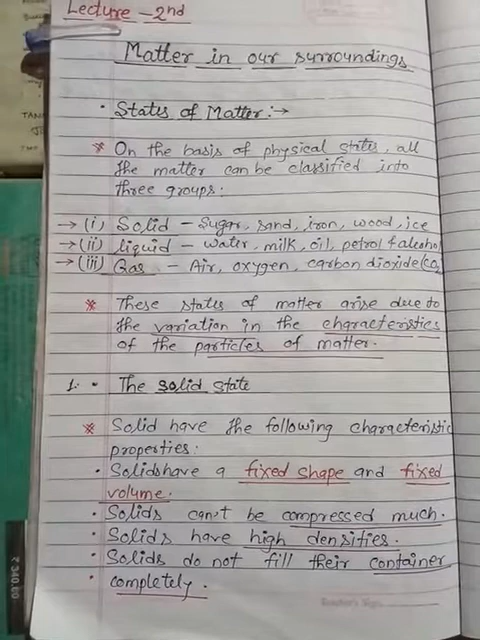 Lecture - 2nd
Matter in our surroundings
• States of Matter:→
* On the basis of physical states, all
the matter can be classified into
three groups:
→ (i) Solid - Sugar, sand, iron, wood, ice
→ (ii) liquid - water, milk, oil, petrol & alcohol
→ (iii) Gas - Air, oxygen, carbon dioxide (CO2
* These states of matter arise due to
the variation in the characteristics
of the particles of matter.
1. • The solid state
* Solid have the following characteristic
properties:
• Solids have a fixed shape and fixed
volume.
• Solids can't be compressed much.
• Solids have high densities.
• Solids do not fill their container
• completely.
₹ 340.00